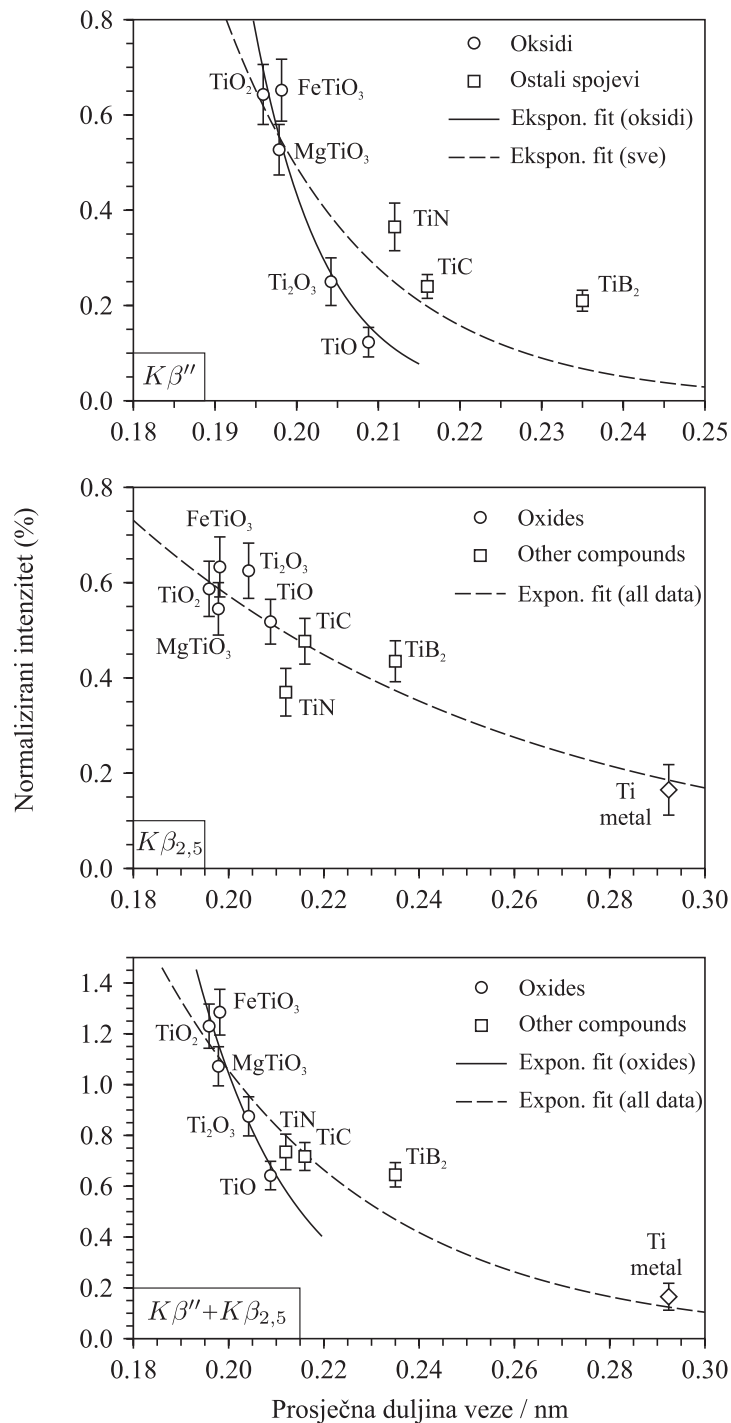 Normalizirani intenzitet (%)
0.8
0.6
0.4
0.2
0.0
0.18 0.19 0.20 0.21 0.22 0.23 0.24 0.25
Oksidi
Ostali spojevi
Ekspon. fit (oksidi)
Ekspon. fit (sve)
TiO₂
FeTiO₃
MgTiO₃
TiN
TiC
TiB₂
Ti₂O₃
TiO
Kβ''
0.8
0.6
0.4
0.2
0.0
0.18 0.20 0.22 0.24 0.26 0.28 0.30
Oxides
Other compounds
Expon. fit (all data)
FeTiO₃
Ti₂O₃
TiO₂
TiO
TiC
MgTiO₃
TiB₂
TiN
Ti
metal
Kβ₂,₅
1.4
1.2
1.0
0.8
0.6
0.4
0.2
0.0
0.18 0.20 0.22 0.24 0.26 0.28 0.30
Oxides
Other compounds
Expon. fit (oxides)
Expon. fit (all data)
FeTiO₃
TiO₂
MgTiO₃
Ti₂O₃
TiN
TiC
TiB₂
TiO
Ti
metal
Kβ''+Kβ₂,₅
Prosječna duljina veze / nm